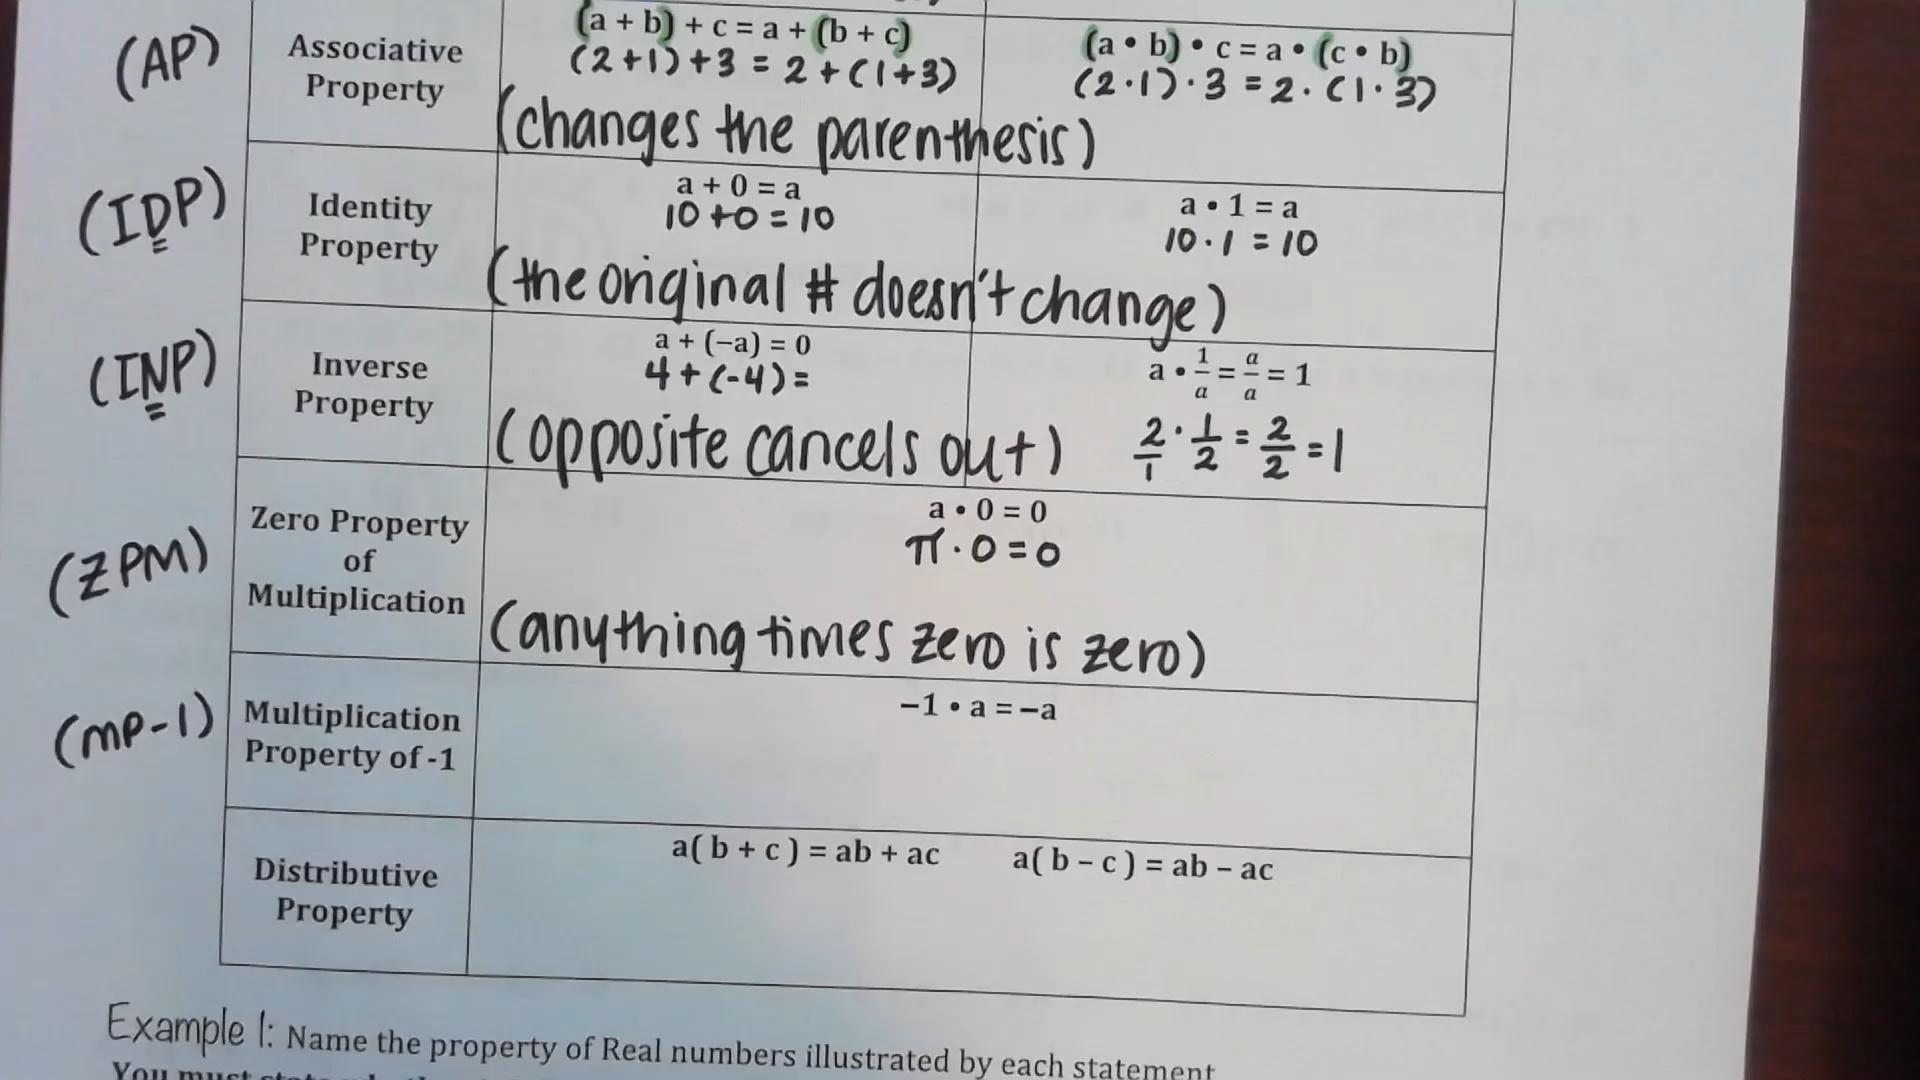 (AP)
Associative
Property
(a + b) + c = a + (b + c)
(2+1)+3 = 2+(1+3)
(a • b) • c = a • (c • b)
(2·1)·3 = 2·(1·3)
(changes the parenthesis)
(IDP)
Identity
Property
a + 0 = a
10+0=10
a • 1 = a
10·1 = 10
(the original # doesn't change)
(INP)
Inverse
Property
a + (−a) = 0
4+(-4)=
a • 1/a = a/a = 1
2/1 · 1/2 = 2/2 = 1
(opposite cancels out)
(ZPM)
Zero Property
of
Multiplication
a • 0 = 0
π·0=0
(anything times zero is zero)
(mp-1)
Multiplication
Property of -1
−1 • a = −a
Distributive
Property
a( b + c ) = ab + ac
a( b − c ) = ab − ac
Example 1: Name the property of Real numbers illustrated by each statement
You must